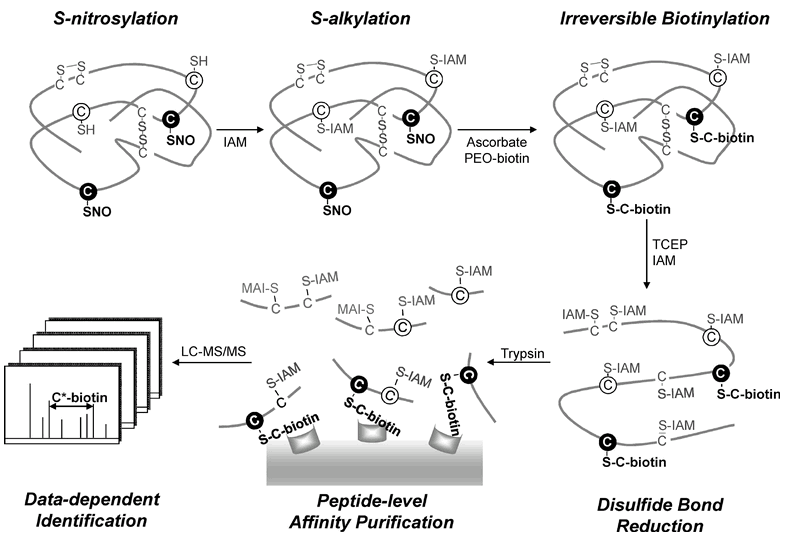 S-nitrosylation
S-alkylation
Irreversible Biotinylation
S
S
C
C
SH
C
C
SH
C
S
S
C
C
SNO
C
SNO
IAM
S
S
C
C
S-IAM
C
C
S-IAM
C
S
S
C
C
SNO
C
SNO
Ascorbate
PEO-biotin
S
S
C
C
S-IAM
C
C
S-IAM
C
S
S
C
C
S-C-biotin
C
S-C-biotin
TCEP
IAM
IAM-S
S-IAM
C
C
S-IAM
C
S-IAM
C
C
S-IAM
C
S-C-biotin
S-IAM
C
C
S-C-biotin
Disulfide Bond
Reduction
Trypsin
MAI-S
S-IAM
C
C
MAI-S
S-IAM
C
C
S-IAM
C
S-IAM
C
C
S-C-biotin
C
C
S-IAM
S-C-biotin
C
S-C-biotin
Peptide-level
Affinity Purification
LC-MS/MS
C*-biotin
Data-dependent
Identification